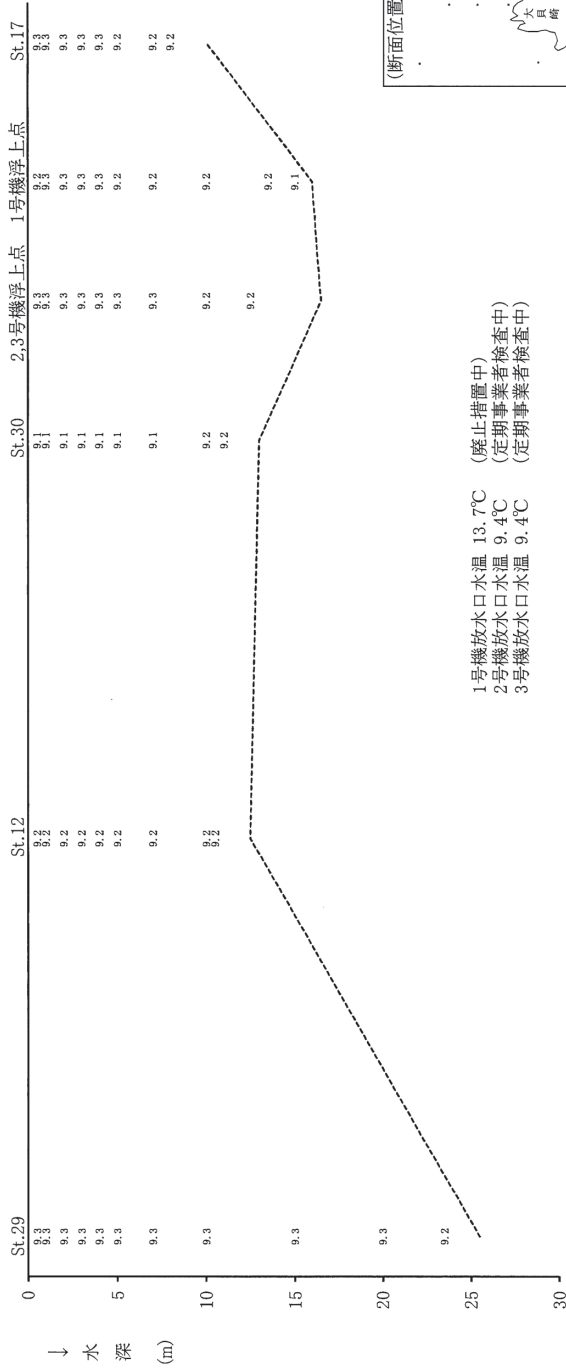 St.29 St.12 St.30 2,3号機浮上点 1号機浮上点 St.17
0
9.3 9.2 9.1 9.3 9.2 9.3
9.3 9.2 9.1 9.3 9.3 9.3
9.3 9.2 9.1 9.3 9.3 9.3
9.3 9.2 9.1 9.3 9.3 9.3
9.3 9.2 9.1 9.3 9.3 9.3
5 9.3 9.2 9.1 9.3 9.2 9.2
9.3 9.2 9.1 9.3 9.2 9.2
9.2
10 9.3 9.2 9.2 9.2 9.2
9.2
9.2
9.2
9.2
15 9.3 9.1
20 9.3
9.2
25
30
↓
水
深
(m)
1号機放水口水温 13.7℃ (廃止措置中)
2号機放水口水温 9.4℃ (定期事業者検査中)
3号機放水口水温 9.4℃ (定期事業者検査中)
(断面位置
大貝崎